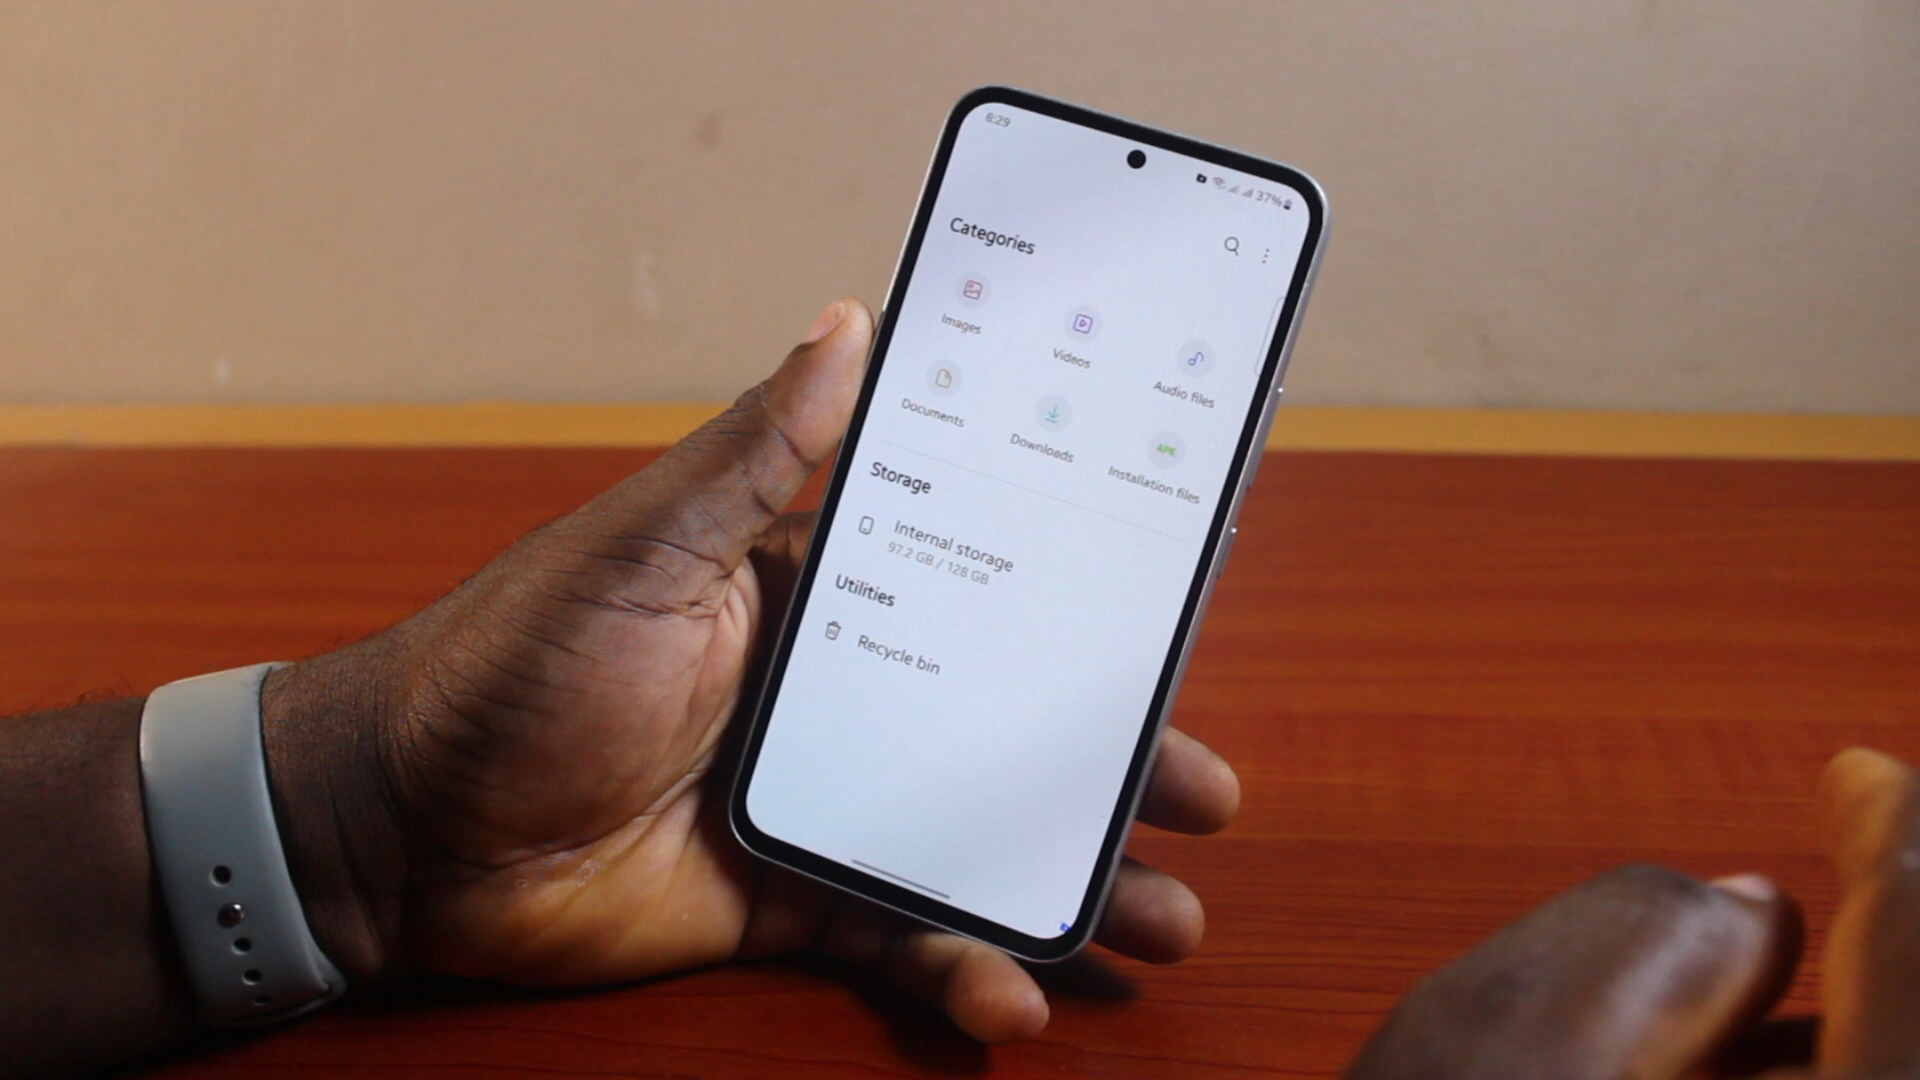 8:29
37%
Categories
Images
Videos
Audio files
Documents
Downloads
APK
Installation files
Storage
Internal storage
97.2 GB / 128 GB
Utilities
Recycle bin